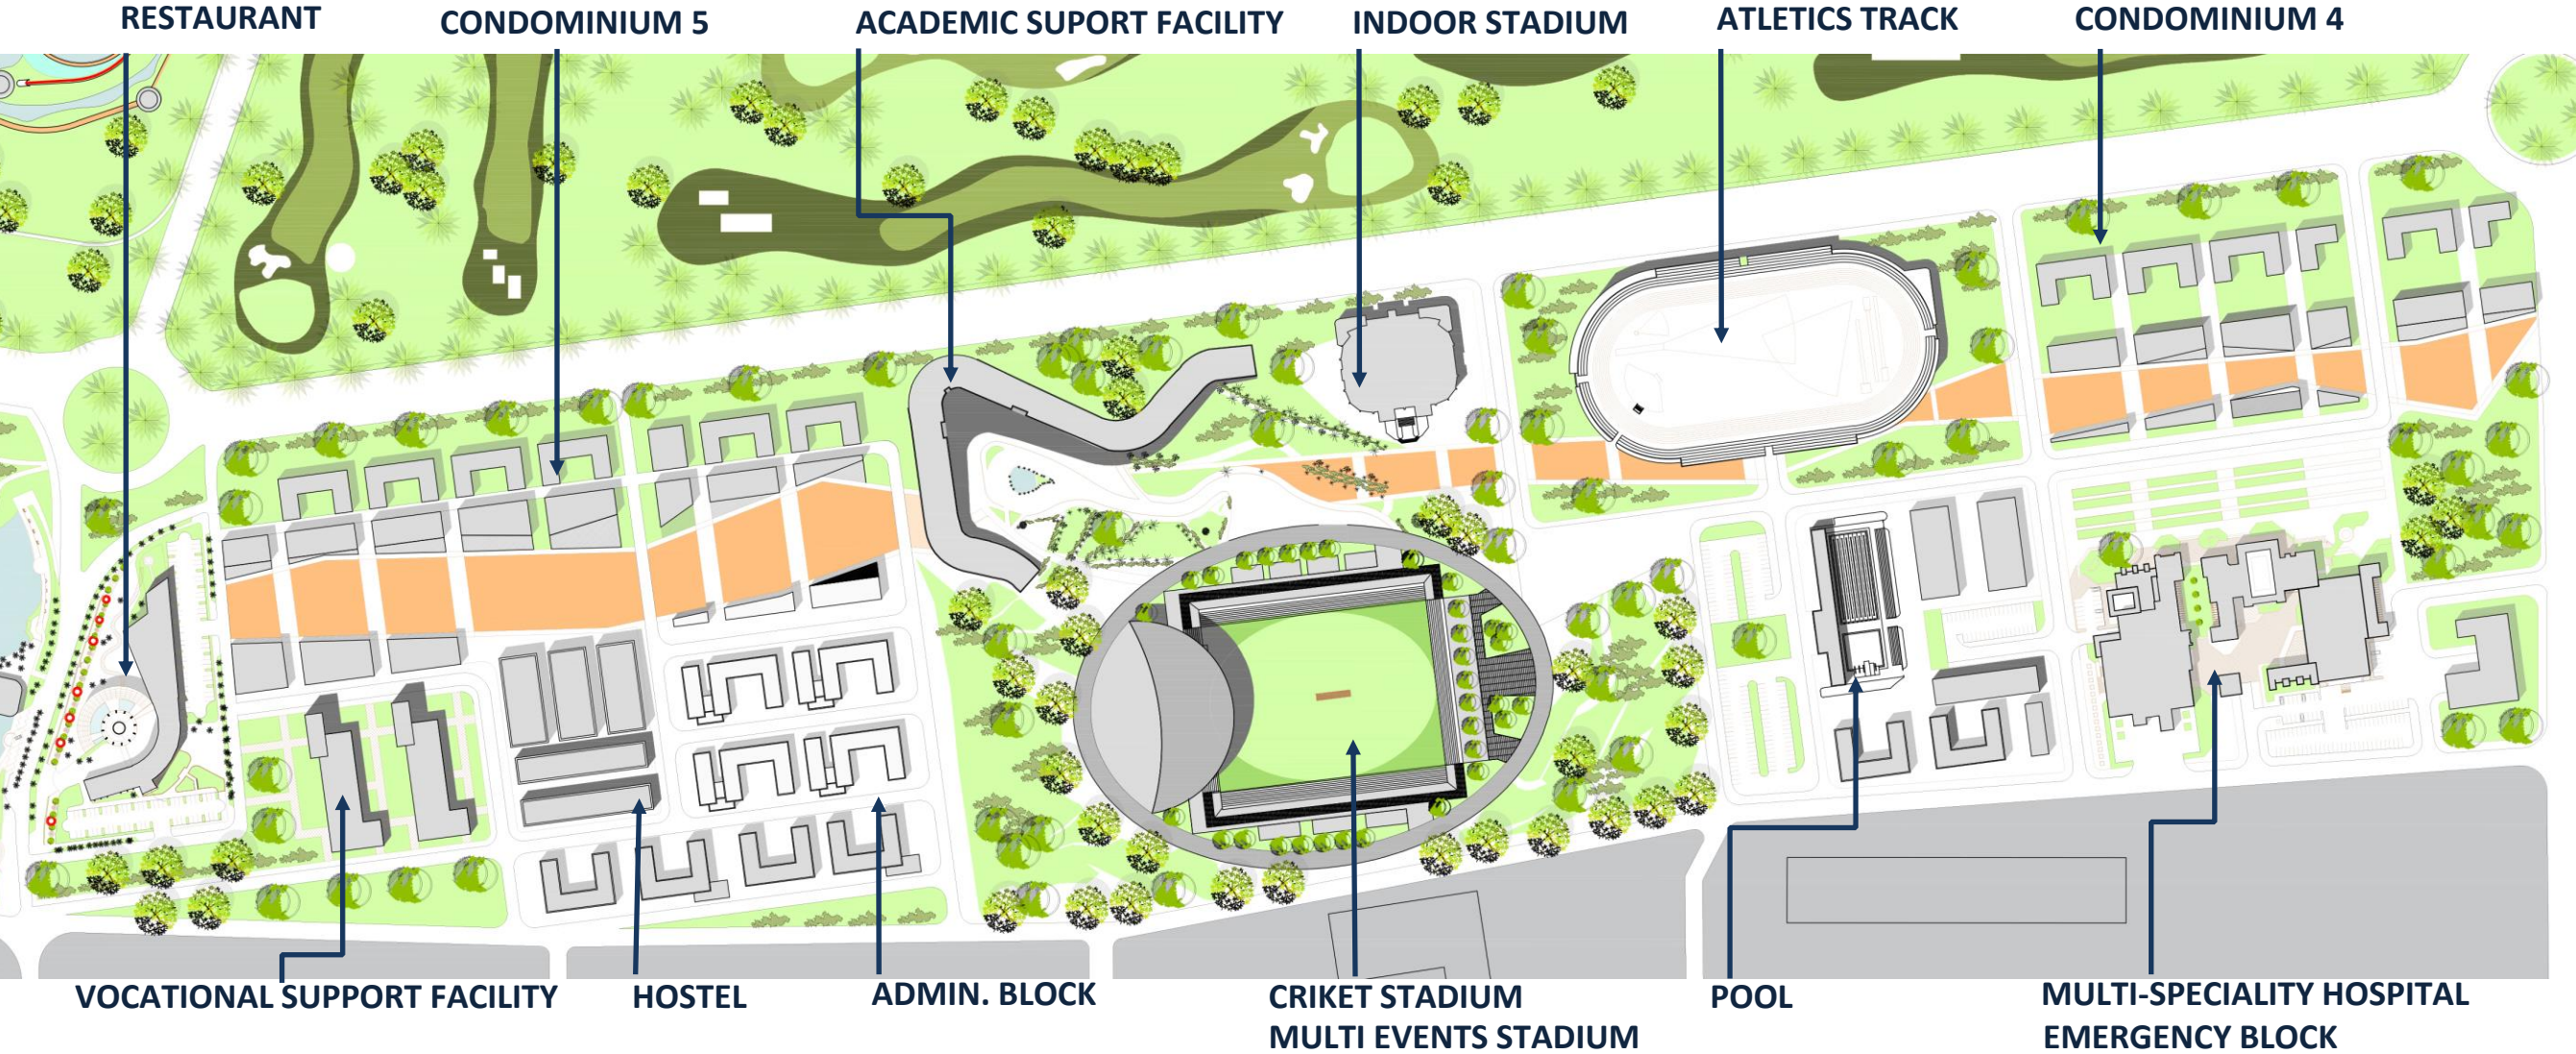 RESTAURANT
CONDOMINIUM 5
ACADEMIC SUPORT FACILITY
INDOOR STADIUM
ATLETICS TRACK
CONDOMINIUM 4
VOCATIONAL SUPPORT FACILITY
HOSTEL
ADMIN. BLOCK
CRIKET STADIUM
MULTI EVENTS STADIUM
POOL
MULTI-SPECIALITY HOSPITAL
EMERGENCY BLOCK